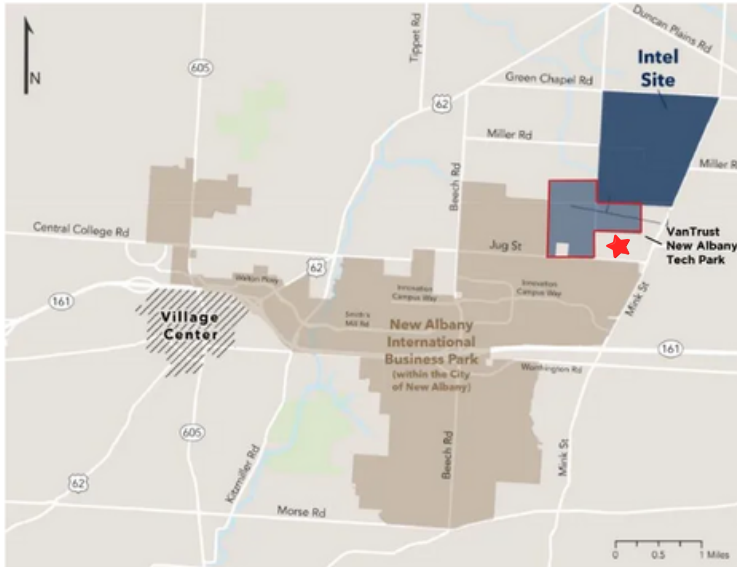 Duncan Plains Rd
Tippet Rd
605
N
62
Green Chapel Rd
Intel
Site
Miller Rd
Miller R
Beech Rd
Central College Rd
Jug St
VanTrust
New Albany
Tech Park
62
161
Walton Pkwy
Innovation
Campus Way
Innovation
Campus Way
Mink St
Village
Center
Smith's
Mill Rd
New Albany
International
Business Park
(within the City
of New Albany)
161
Worthington Rd
605
62
Kitzmiller Rd
Beech Rd
Mink St
Morse Rd
0 0.5 1 Miles